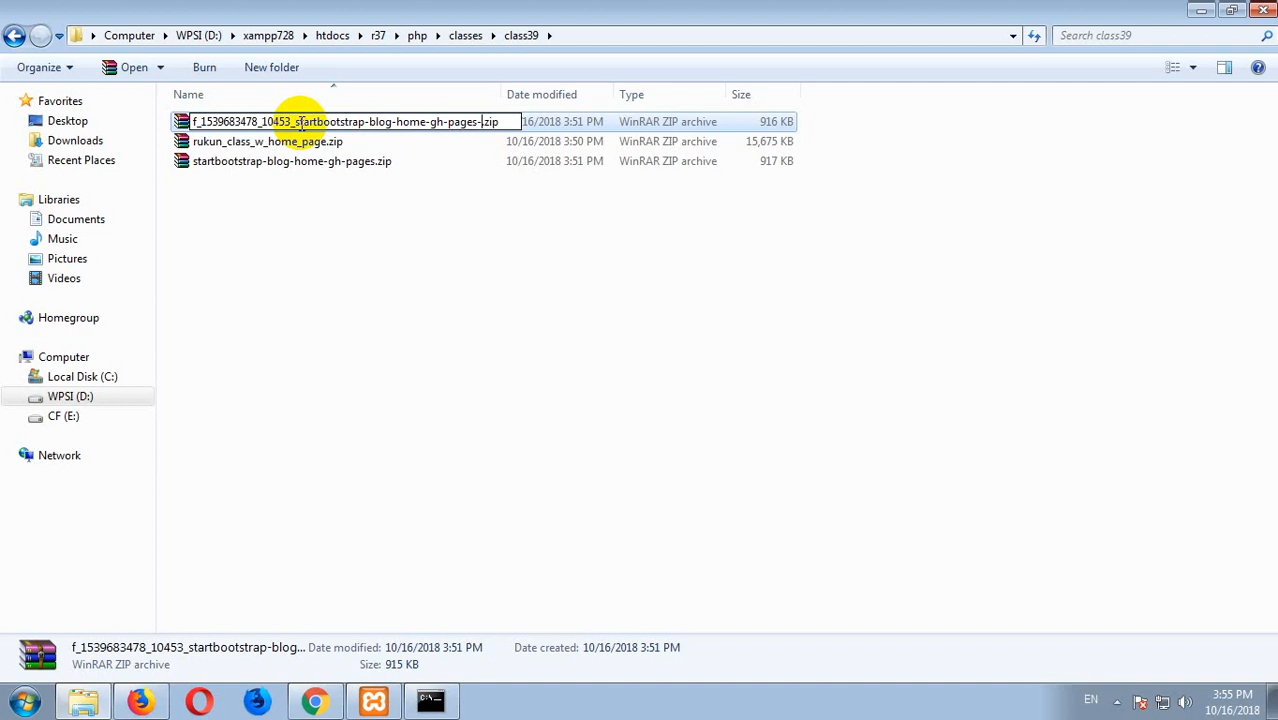 Computer WPSI (D:) xampp728 htdocs r37 php classes class39 Search class39
Organize Open Burn New folder
Name Date modified Type Size
f_1539683478_10453_startbootstrap-blog-home-gh-pages-.zip 16/2018 3:51 PM WinRAR ZIP archive 916 KB
rukun_class_w_home_page.zip 10/16/2018 3:50 PM WinRAR ZIP archive 15,675 KB
startbootstrap-blog-home-gh-pages.zip 10/16/2018 3:51 PM WinRAR ZIP archive 917 KB
Favorites
Desktop
Downloads
Recent Places
Libraries
Documents
Music
Pictures
Videos
Homegroup
Computer
Local Disk (C:)
WPSI (D:)
CF (E:)
Network
f_1539683478_10453_startbootstrap-blog... Date modified: 10/16/2018 3:51 PM Date created: 10/16/2018 3:51 PM
WinRAR ZIP archive Size: 915 KB
EN 3:55 PM
10/16/2018